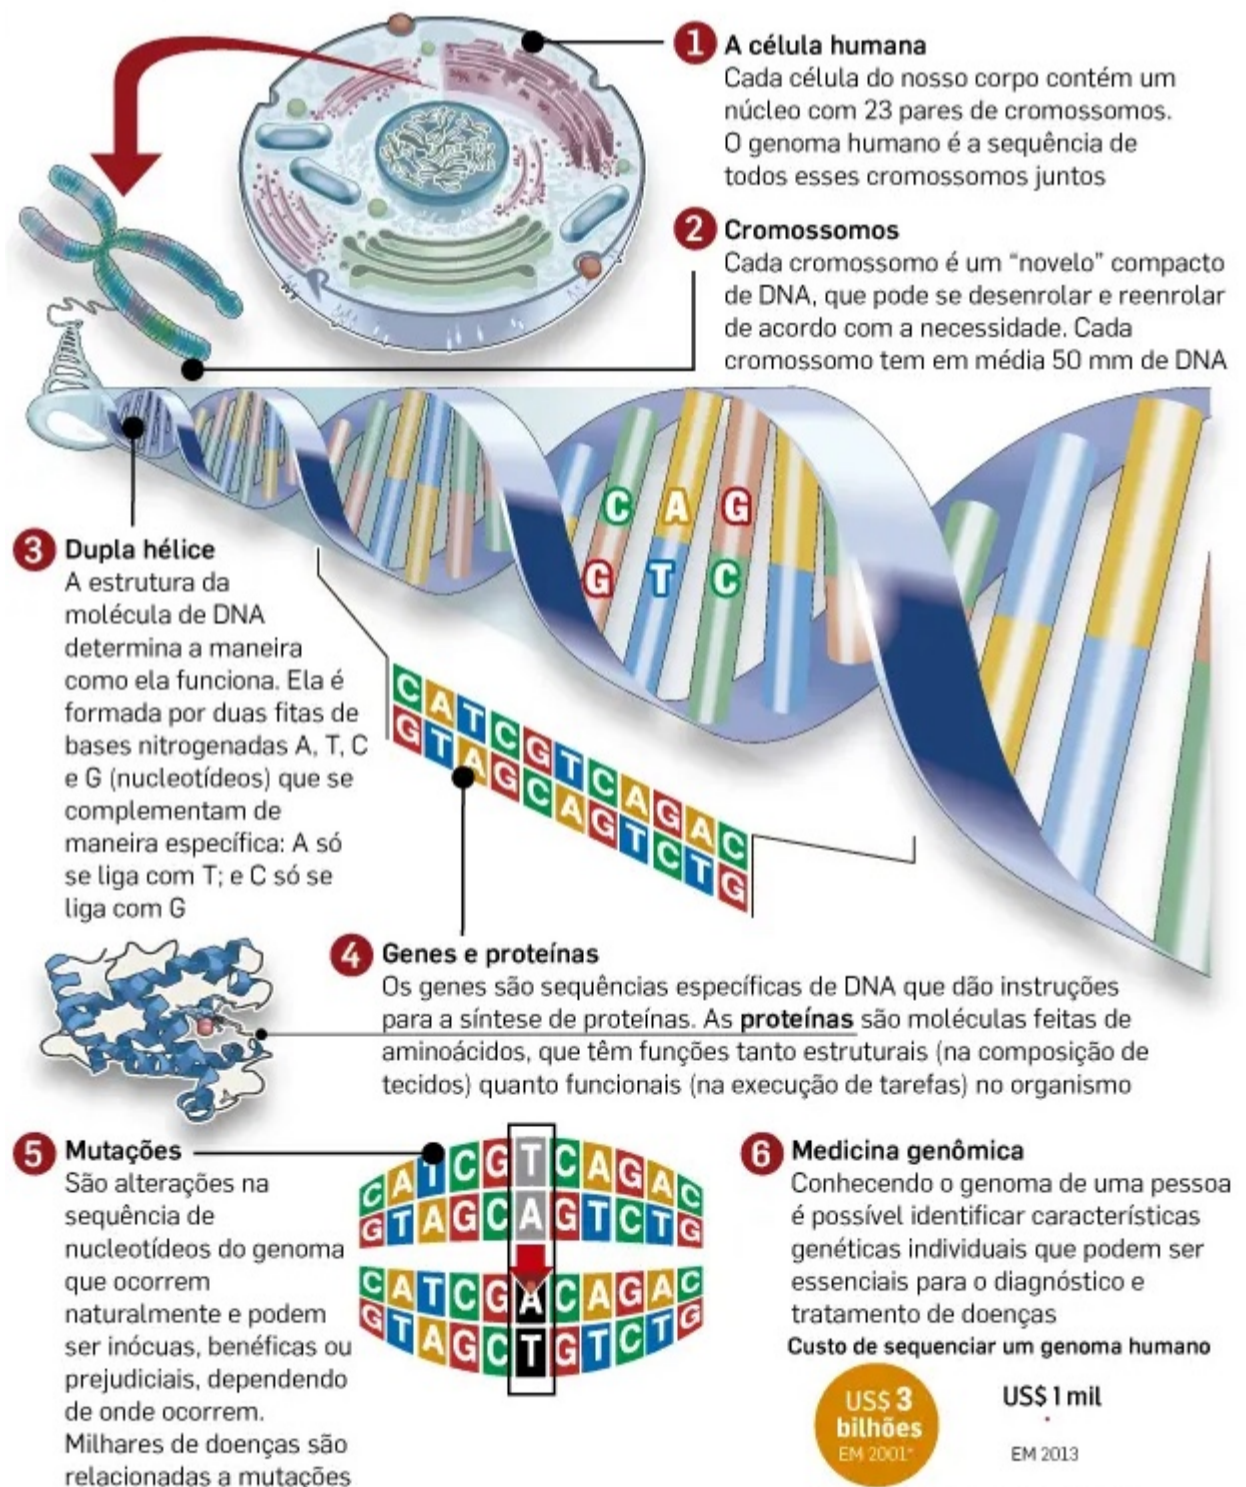 1 A célula humana
Cada célula do nosso corpo contém um
núcleo com 23 pares de cromossomos.
O genoma humano é a sequência de
todos esses cromossomos juntos
2 Cromossomos
Cada cromossomo é um “novelo” compacto
de DNA, que pode se desenrolar e reenrolar
de acordo com a necessidade. Cada
cromossomo tem em média 50 mm de DNA
C A G
G T C
3 Dupla hélice
A estrutura da
molécula de DNA
determina a maneira
como ela funciona. Ela é
formada por duas fitas de
bases nitrogenadas A, T, C
e G (nucleotídeos) que se
complementam de
maneira específica: A só
se liga com T; e C só se
liga com G
C A T C G T C A G A C
G T A G C A G T C T G
4 Genes e proteínas
Os genes são sequências específicas de DNA que dão instruções
para a síntese de proteínas. As proteínas são moléculas feitas de
aminoácidos, que têm funções tanto estruturais (na composição de
tecidos) quanto funcionais (na execução de tarefas) no organismo
5 Mutações
São alterações na
sequência de
nucleotídeos do genoma
que ocorrem
naturalmente e podem
ser inócuas, benéficas ou
prejudiciais, dependendo
de onde ocorrem.
Milhares de doenças são
relacionadas a mutações
C A T C G T C A G A C
G T A G C A G T C T G
C A T C G A C A G A C
G T A G C T G T C T G
6 Medicina genômica
Conhecendo o genoma de uma pessoa
é possível identificar características
genéticas individuais que podem ser
essenciais para o diagnóstico e
tratamento de doenças
Custo de sequenciar um genoma humano
US$ 3
bilhões
EM 2001*
US$ 1 mil
EM 2013